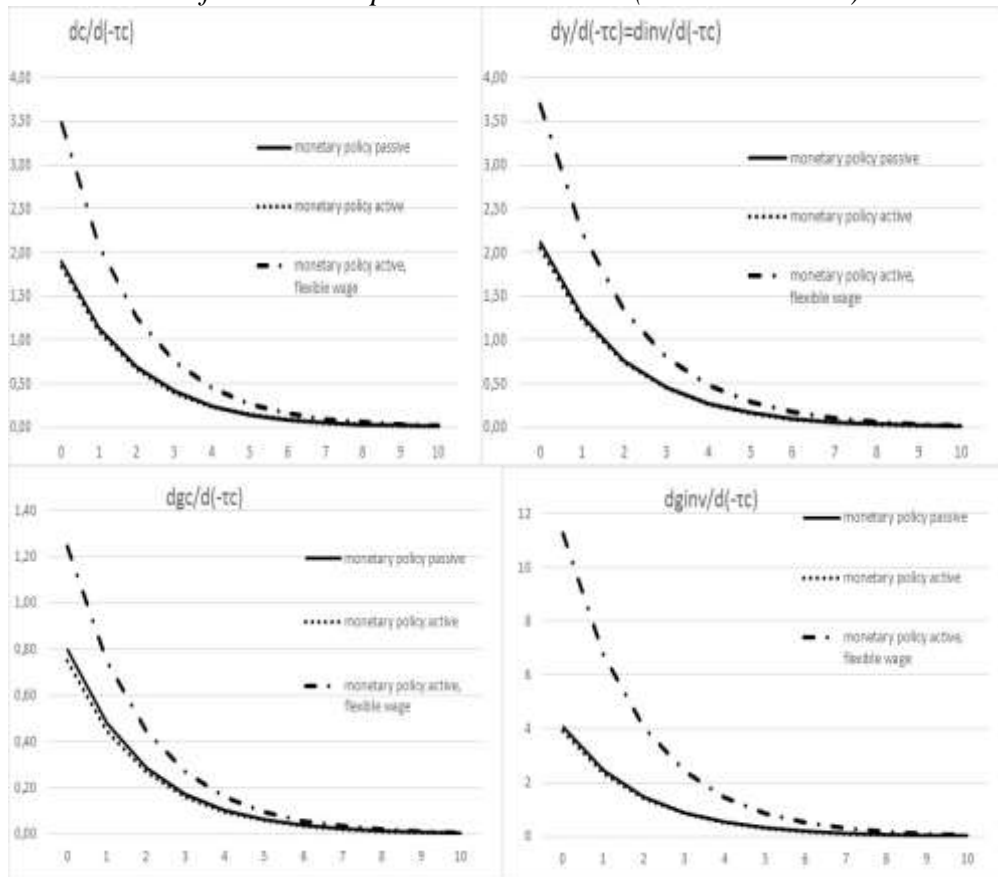 dc/d(-τc)
4,00
3,50
3,00
2,50
2,00
1,50
1,00
0,50
0,00
monetary policy passive
monetary policy active
monetary policy active,
flexible wage
0 1 2 3 4 5 6 7 8 9 10
dy/d(-τc)=dinv/d(-τc)
4,00
3,50
3,00
2,50
2,00
1,50
1,00
0,50
0,00
monetary policy passive
monetary policy active
monetary policy active,
flexible wage
0 1 2 3 4 5 6 7 8 9 10
dgc/d(-τc)
1,40
1,20
1,00
0,80
0,60
0,40
0,20
0,00
monetary policy passive
monetary policy active
monetary policy active,
flexible wage
0 1 2 3 4 5 6 7 8 9 10
dginv/d(-τc)
12
10
8
6
4
2
0
monetary policy passive
monetary policy active
monetary policy active,
flexible wage
0 1 2 3 4 5 6 7 8 9 10